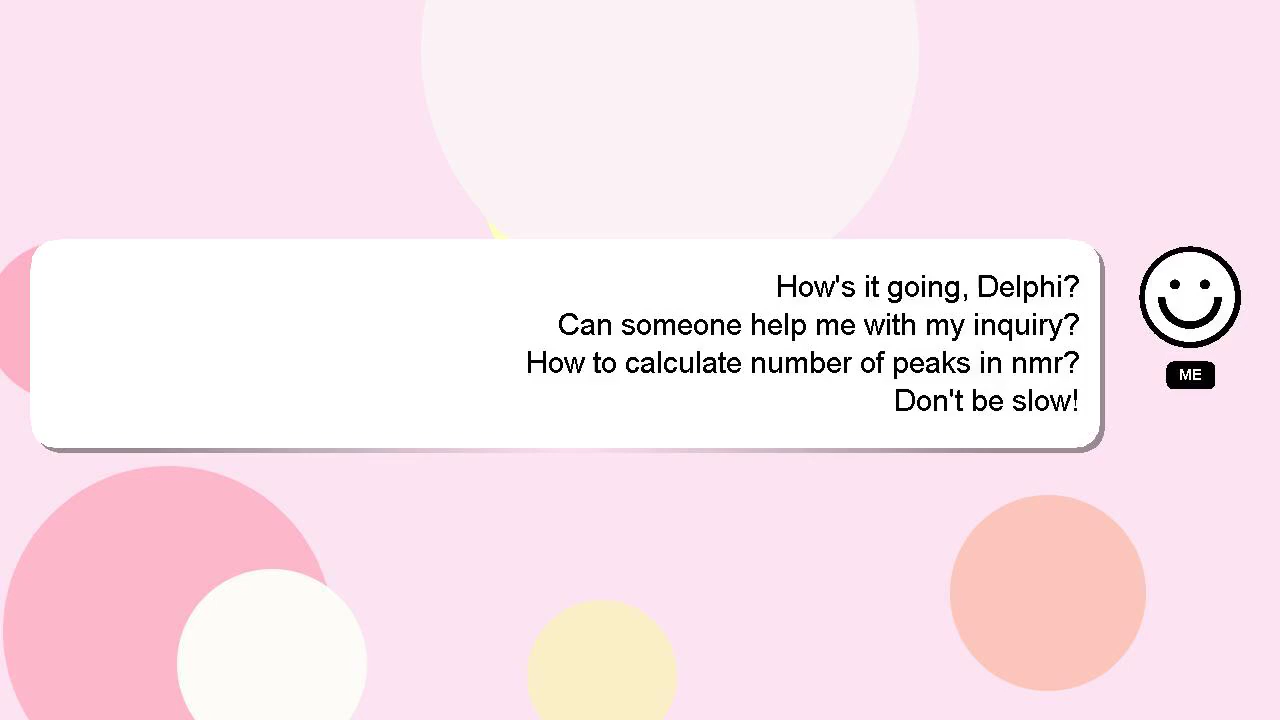 How's it going, Delphi?
Can someone help me with my inquiry?
How to calculate number of peaks in nmr?
Don't be slow!
ME